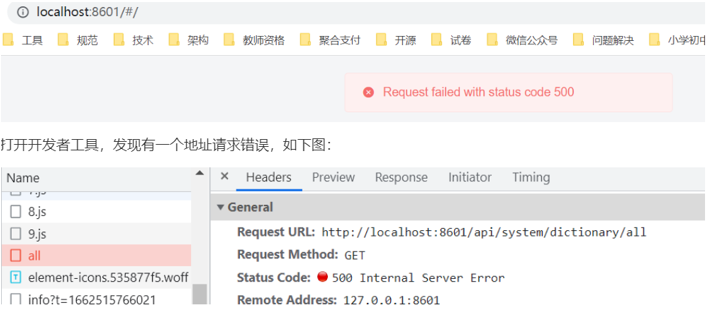 localhost:8601/#/
工具 规范 技术 架构 教师资格 聚合支付 开源 试卷 微信公众号 问题解决 小学初中
Request failed with status code 500
打开开发者工具，发现有一个地址请求错误，如下图：
Name
× Headers Preview Response Initiator Timing
8.js
9.js
all
element-icons.535877f5.woff
info?t=1662515766021
▼ General
Request URL: http://localhost:8601/api/system/dictionary/all
Request Method: GET
Status Code: 500 Internal Server Error
Remote Address: 127.0.0.1:8601